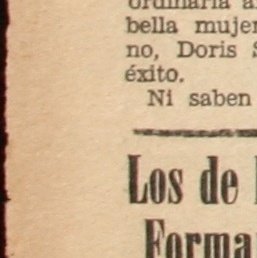 ordinaria a
bella mujer
no, Doris S
éxito.
Ni saben
Los de
Forma